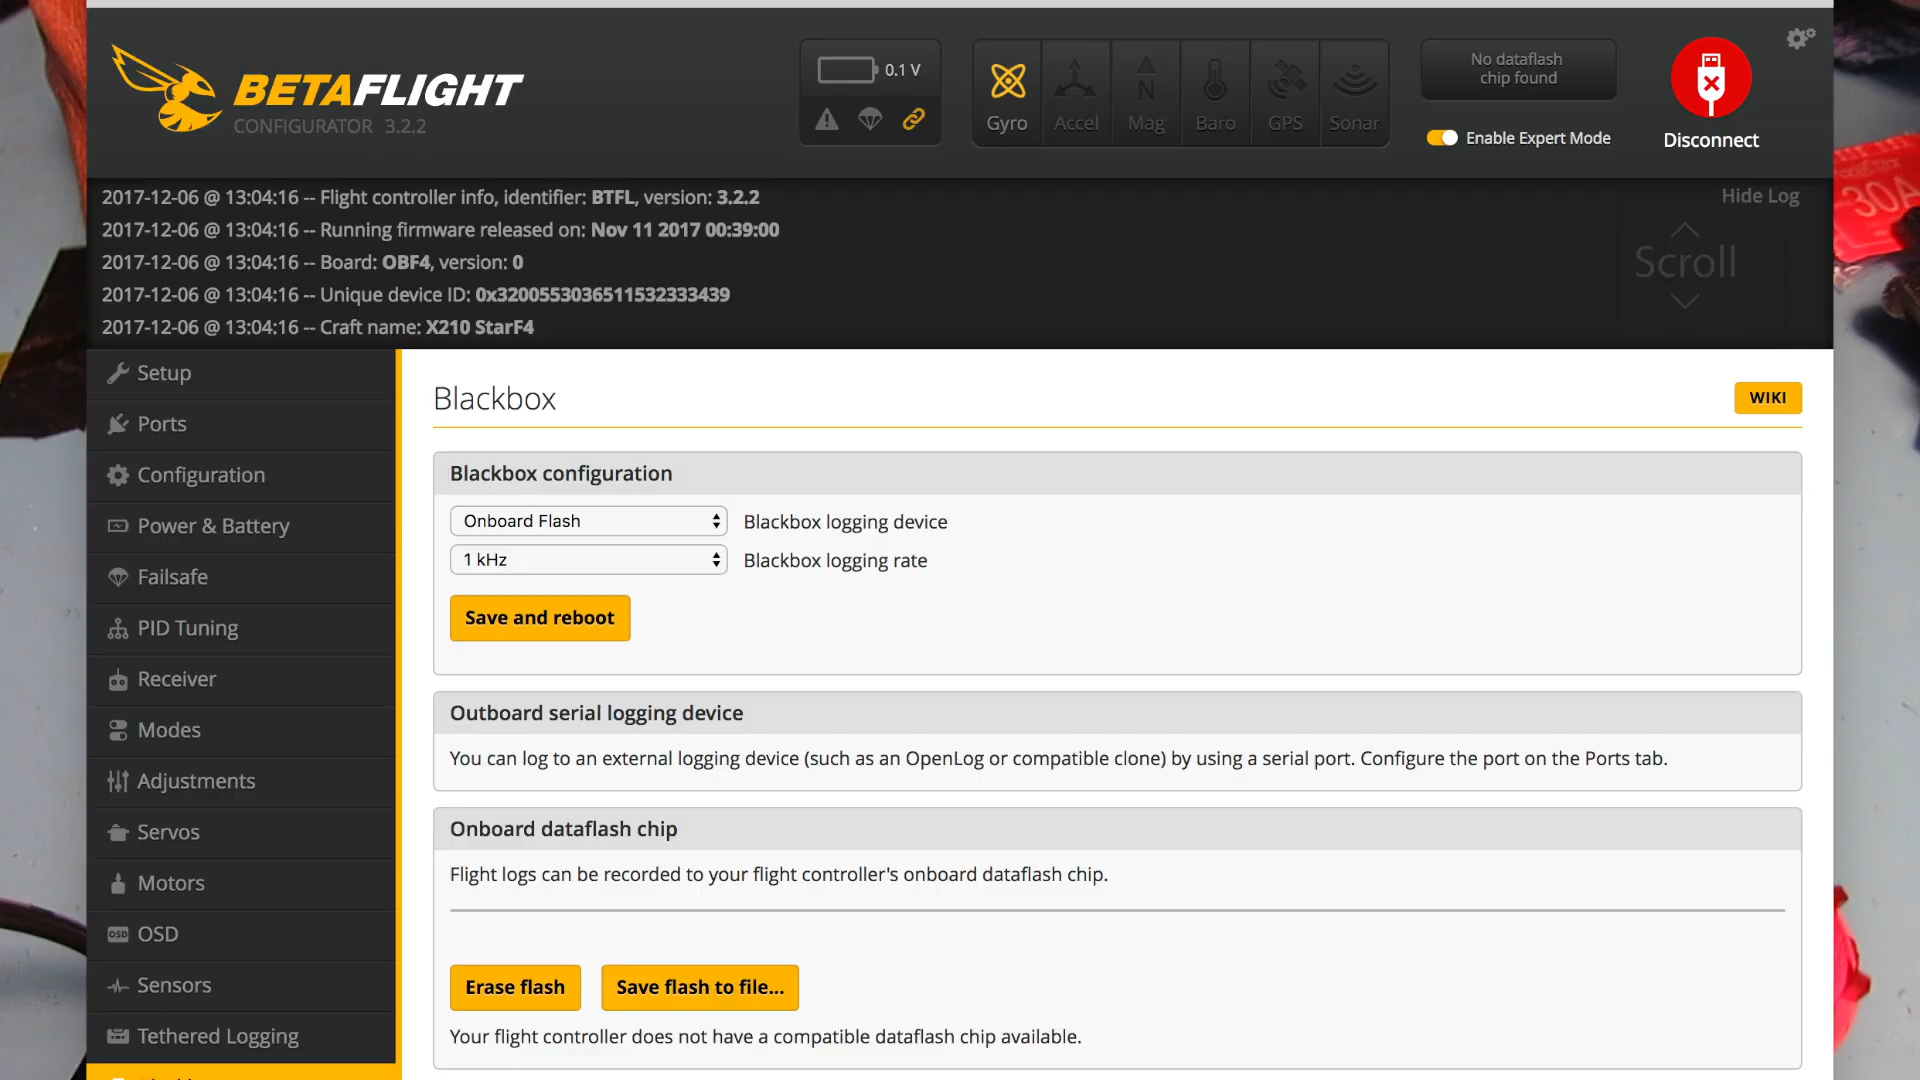 BETAFLIGHT
CONFIGURATOR 3.2.2
0.1 V
Gyro
Accel
Mag
Baro
GPS
Sonar
No dataflash
chip found
Enable Expert Mode
Disconnect
2017-12-06 @ 13:04:16 -- Flight controller info, identifier: BTFL, version: 3.2.2
2017-12-06 @ 13:04:16 -- Running firmware released on: Nov 11 2017 00:39:00
2017-12-06 @ 13:04:16 -- Board: OBF4, version: 0
2017-12-06 @ 13:04:16 -- Unique device ID: 0x3200553036511532333439
2017-12-06 @ 13:04:16 -- Craft name: X210 StarF4
Hide Log
Scroll
30A
Setup
Ports
Configuration
Power & Battery
Failsafe
PID Tuning
Receiver
Modes
Adjustments
Servos
Motors
OSD
OSD
Sensors
Tethered Logging
Blackbox
WIKI
Blackbox configuration
Onboard Flash
Blackbox logging device
1 kHz
Blackbox logging rate
Save and reboot
Outboard serial logging device
You can log to an external logging device (such as an OpenLog or compatible clone) by using a serial port. Configure the port on the Ports tab.
Onboard dataflash chip
Flight logs can be recorded to your flight controller's onboard dataflash chip.
Erase flash
Save flash to file...
Your flight controller does not have a compatible dataflash chip available.